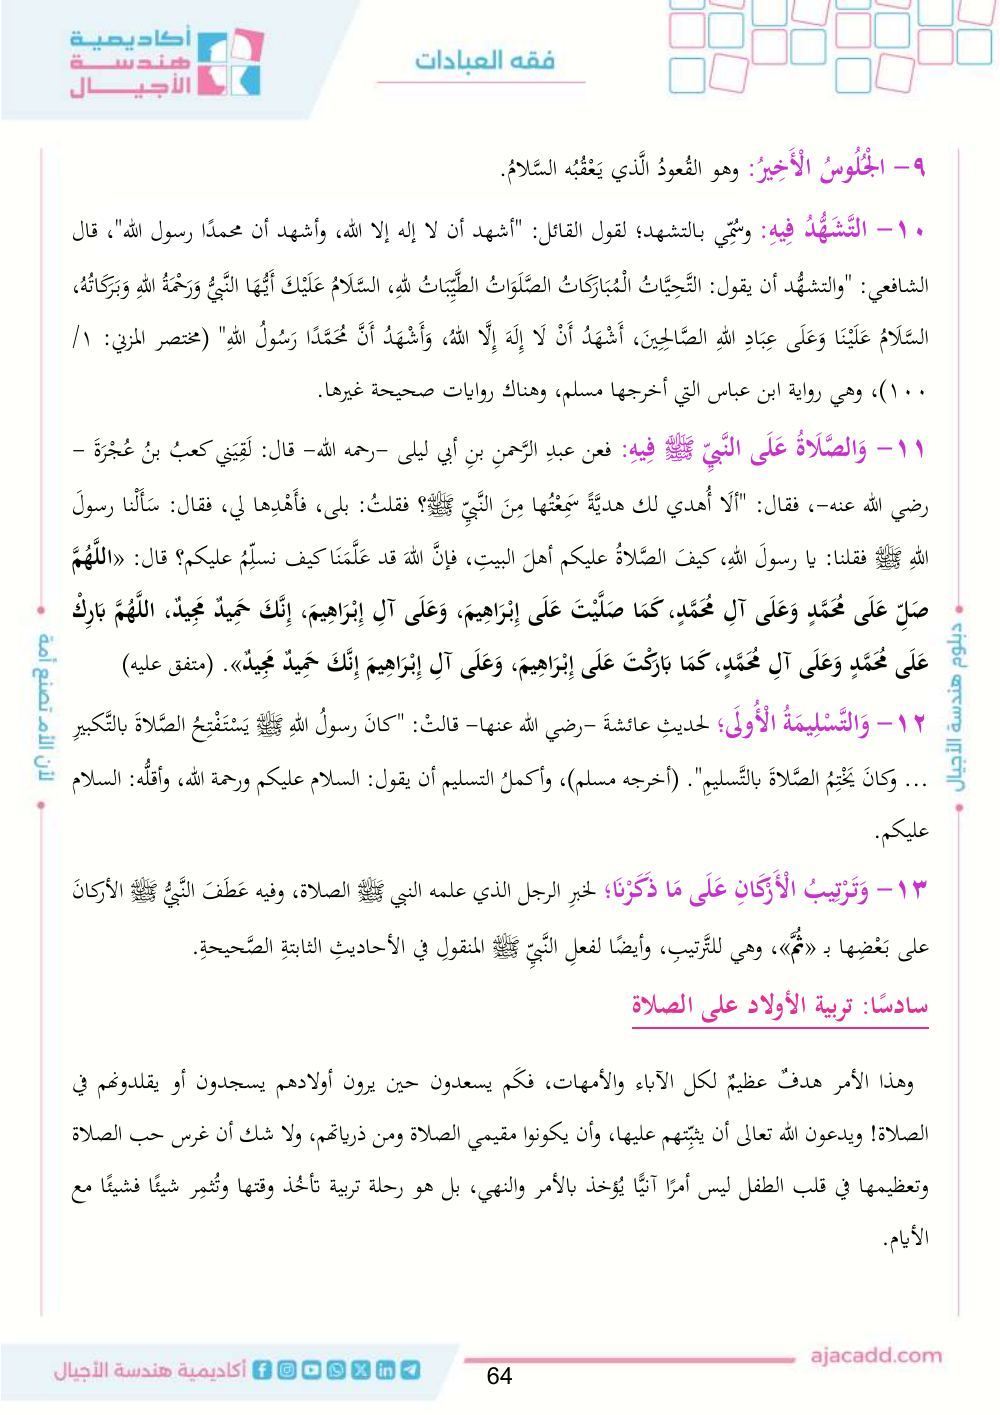 أكاديمية
هندسة
الأجيال
فقه العبادات
٩- الْجُلُوسُ الْأَخِيرُ: وهو القُعودُ الَّذي يَعْقُبُه السَّلامُ.
١٠- التَّشَهُّدُ فِيهِ: وسُمِّي بالتشهد؛ لقول القائل: "أشهد أن لا إله إلا الله، وأشهد أن محمدًا رسول الله"، قال
الشافعي: "والتشهُّد أن يقول: التَّحِيَّاتُ الْمُبَارَكَاتُ الصَّلَوَاتُ الطَّيِّبَاتُ لِلهِ، السَّلَامُ عَلَيْكَ أَيُّهَا النَّبِيُّ وَرَحْمَةُ اللهِ وَبَرَكَاتُهُ،
السَّلَامُ عَلَيْنَا وَعَلَى عِبَادِ اللهِ الصَّالِحِينَ، أَشْهَدُ أَنْ لَا إِلَهَ إِلَّا اللهُ، وَأَشْهَدُ أَنَّ مُحَمَّدًا رَسُولُ اللهِ" (مختصر المزني: ١/
١٠٠)، وهي رواية ابن عباس التي أخرجها مسلم، وهناك روايات صحيحة غيرها.
١١- وَالصَّلَاةُ عَلَى النَّبِيِّ ﷺ فِيهِ: فعن عبدِ الرَّحمنِ بنِ أبي ليلى -رحمه الله- قال: لَقِيَني كعبُ بنُ عُجْرَةَ -
رضي الله عنه-، فقال: "ألَا أُهدي لك هديَّةً سَمِعْتُها مِنَ النَّبيِّ ﷺ؟ فقلتُ: بلى، فأَهْدِها لي، فقال: سَأَلْنا رسولَ
اللهِ ﷺ فقلنا: يا رسولَ اللهِ، كيفَ الصَّلاةُ عليكم أهلَ البيتِ، فإنَّ اللهَ قد عَلَّمَنَا كيف نسلِّمُ عليكم؟ قال: «اللَّهُمَّ
صَلِّ عَلَى مُحَمَّدٍ وَعَلَى آلِ مُحَمَّدٍ، كَمَا صَلَّيْتَ عَلَى إِبْرَاهِيمَ، وَعَلَى آلِ إِبْرَاهِيمَ، إِنَّكَ حَمِيدٌ مَجِيدٌ، اللَّهُمَّ بَارِكْ
عَلَى مُحَمَّدٍ وَعَلَى آلِ مُحَمَّدٍ، كَمَا بَارَكْتَ عَلَى إِبْرَاهِيمَ، وَعَلَى آلِ إِبْرَاهِيمَ إِنَّكَ حَمِيدٌ مَجِيدٌ». (متفق عليه)
١٢- وَالتَّسْلِيمَةُ الْأُولَى؛ لحديثِ عائشةَ -رضي الله عنها- قالتْ: "كانَ رسولُ اللهِ ﷺ يَسْتَفْتِحُ الصَّلاةَ بالتَّكبيرِ
... وكانَ يَخْتِمُ الصَّلاةَ بالتَّسليمِ". (أخرجه مسلم)، وأكملُ التسليم أن يقول: السلام عليكم ورحمة الله، وأقلُّه: السلام
عليكم.
١٣- وَتَرْتِيبُ الْأَرْكَانِ عَلَى مَا ذَكَرْنَا؛ لخبرِ الرجل الذي علمه النبي ﷺ الصلاة، وفيه عَطَفَ النَّبيُّ ﷺ الأركانَ
على بَعْضِها بـ «ثُمَّ»، وهي للتَّرتيبِ، وأيضًا لفعلِ النَّبيِّ ﷺ المنقولِ في الأحاديثِ الثابتةِ الصَّحيحةِ.
سادسًا: تربية الأولاد على الصلاة
وهذا الأمر هدفٌ عظيمٌ لكل الآباء والأمهات، فكَم يسعدون حين يرون أولادهم يسجدون أو يقلدونهم في
الصلاة! ويدعون الله تعالى أن يثبِّتهم عليها، وأن يكونوا مقيمي الصلاة ومن ذرياتهم، ولا شك أن غرس حب الصلاة
وتعظيمها في قلب الطفل ليس أمرًا آنيًّا يُؤخذ بالأمر والنهي، بل هو رحلة تربية تأخُذ وقتها وتُثمِر شيئًا فشيئًا مع
الأيام.
دبلوم هندسة الأجيال
لأن الأم تصنع أمة
أكاديمية هندسة الأجيال
64
ajacadd.com